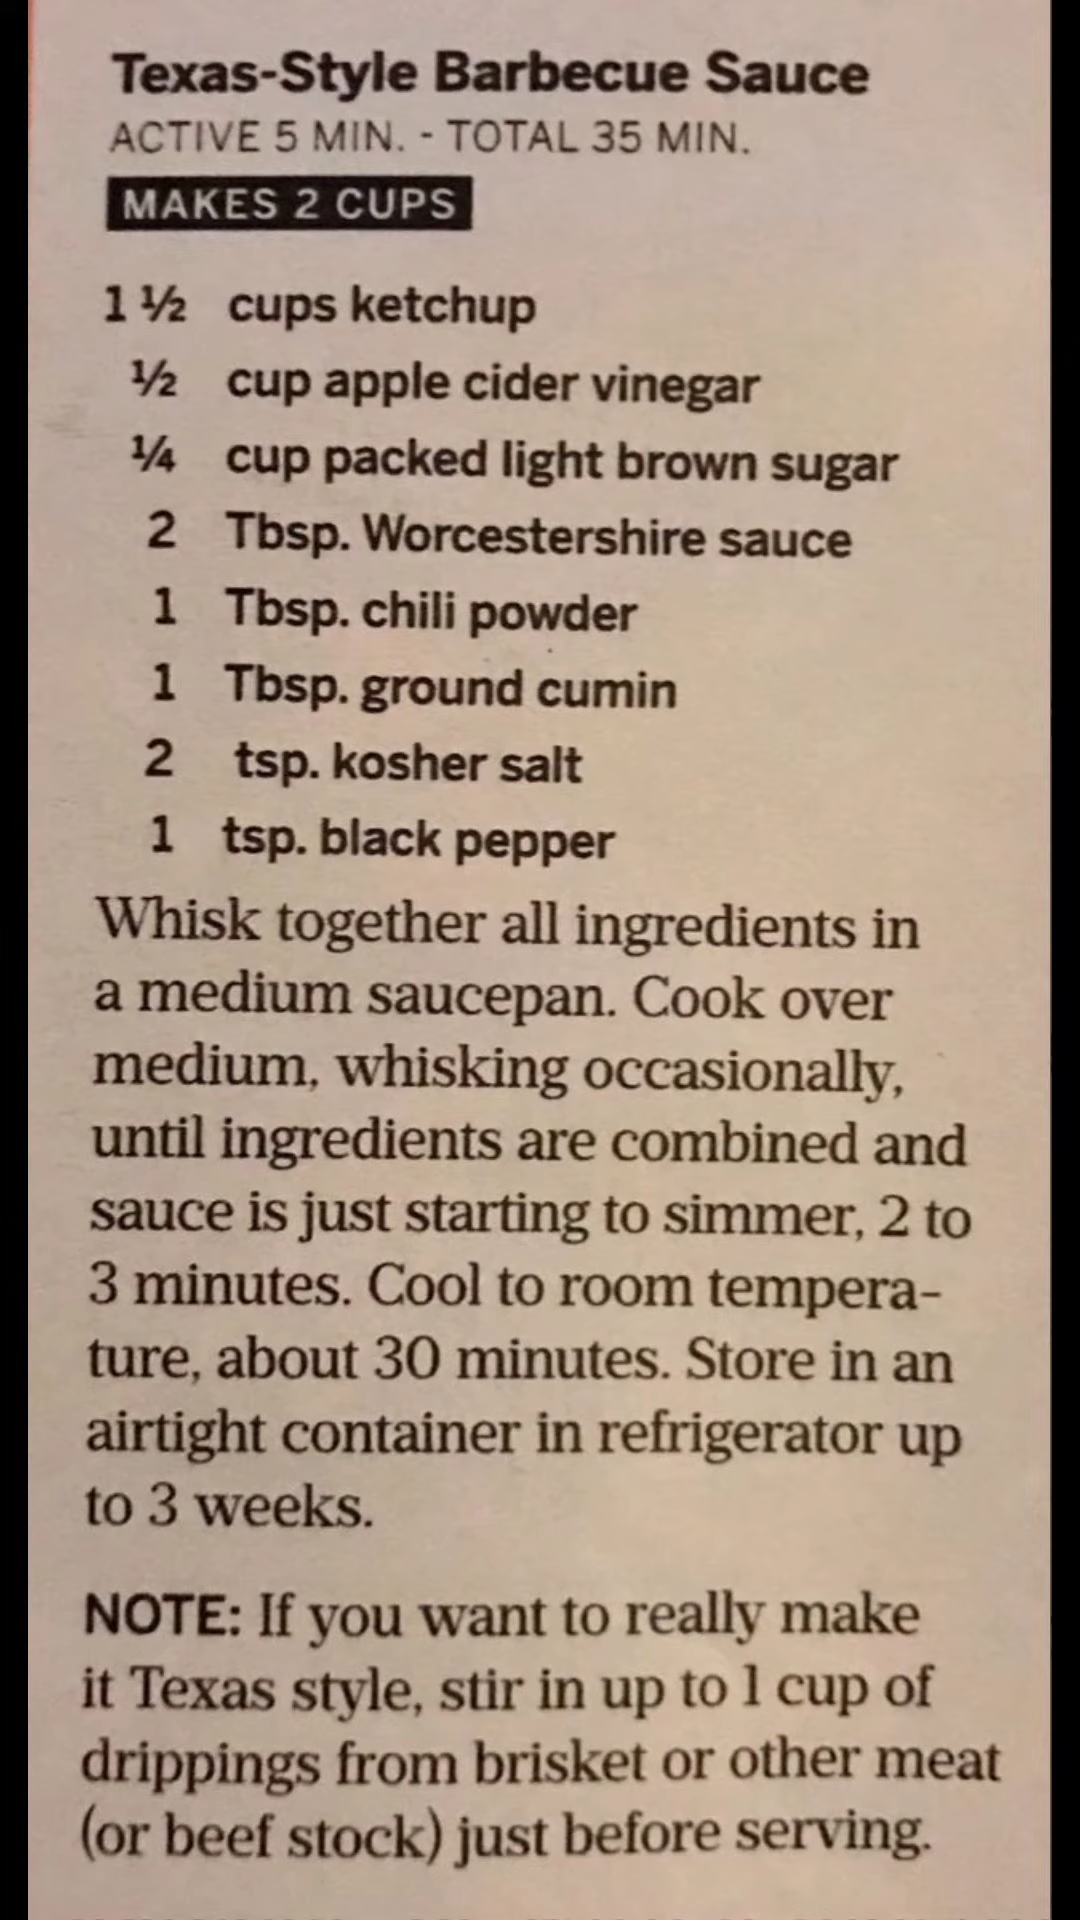 Texas-Style Barbecue Sauce
ACTIVE 5 MIN. - TOTAL 35 MIN.
MAKES 2 CUPS
1 ½ cups ketchup
½ cup apple cider vinegar
¼ cup packed light brown sugar
2 Tbsp. Worcestershire sauce
1 Tbsp. chili powder
1 Tbsp. ground cumin
2 tsp. kosher salt
1 tsp. black pepper
Whisk together all ingredients in
a medium saucepan. Cook over
medium, whisking occasionally,
until ingredients are combined and
sauce is just starting to simmer, 2 to
3 minutes. Cool to room tempera-
ture, about 30 minutes. Store in an
airtight container in refrigerator up
to 3 weeks.
NOTE: If you want to really make
it Texas style, stir in up to 1 cup of
drippings from brisket or other meat
(or beef stock) just before serving.